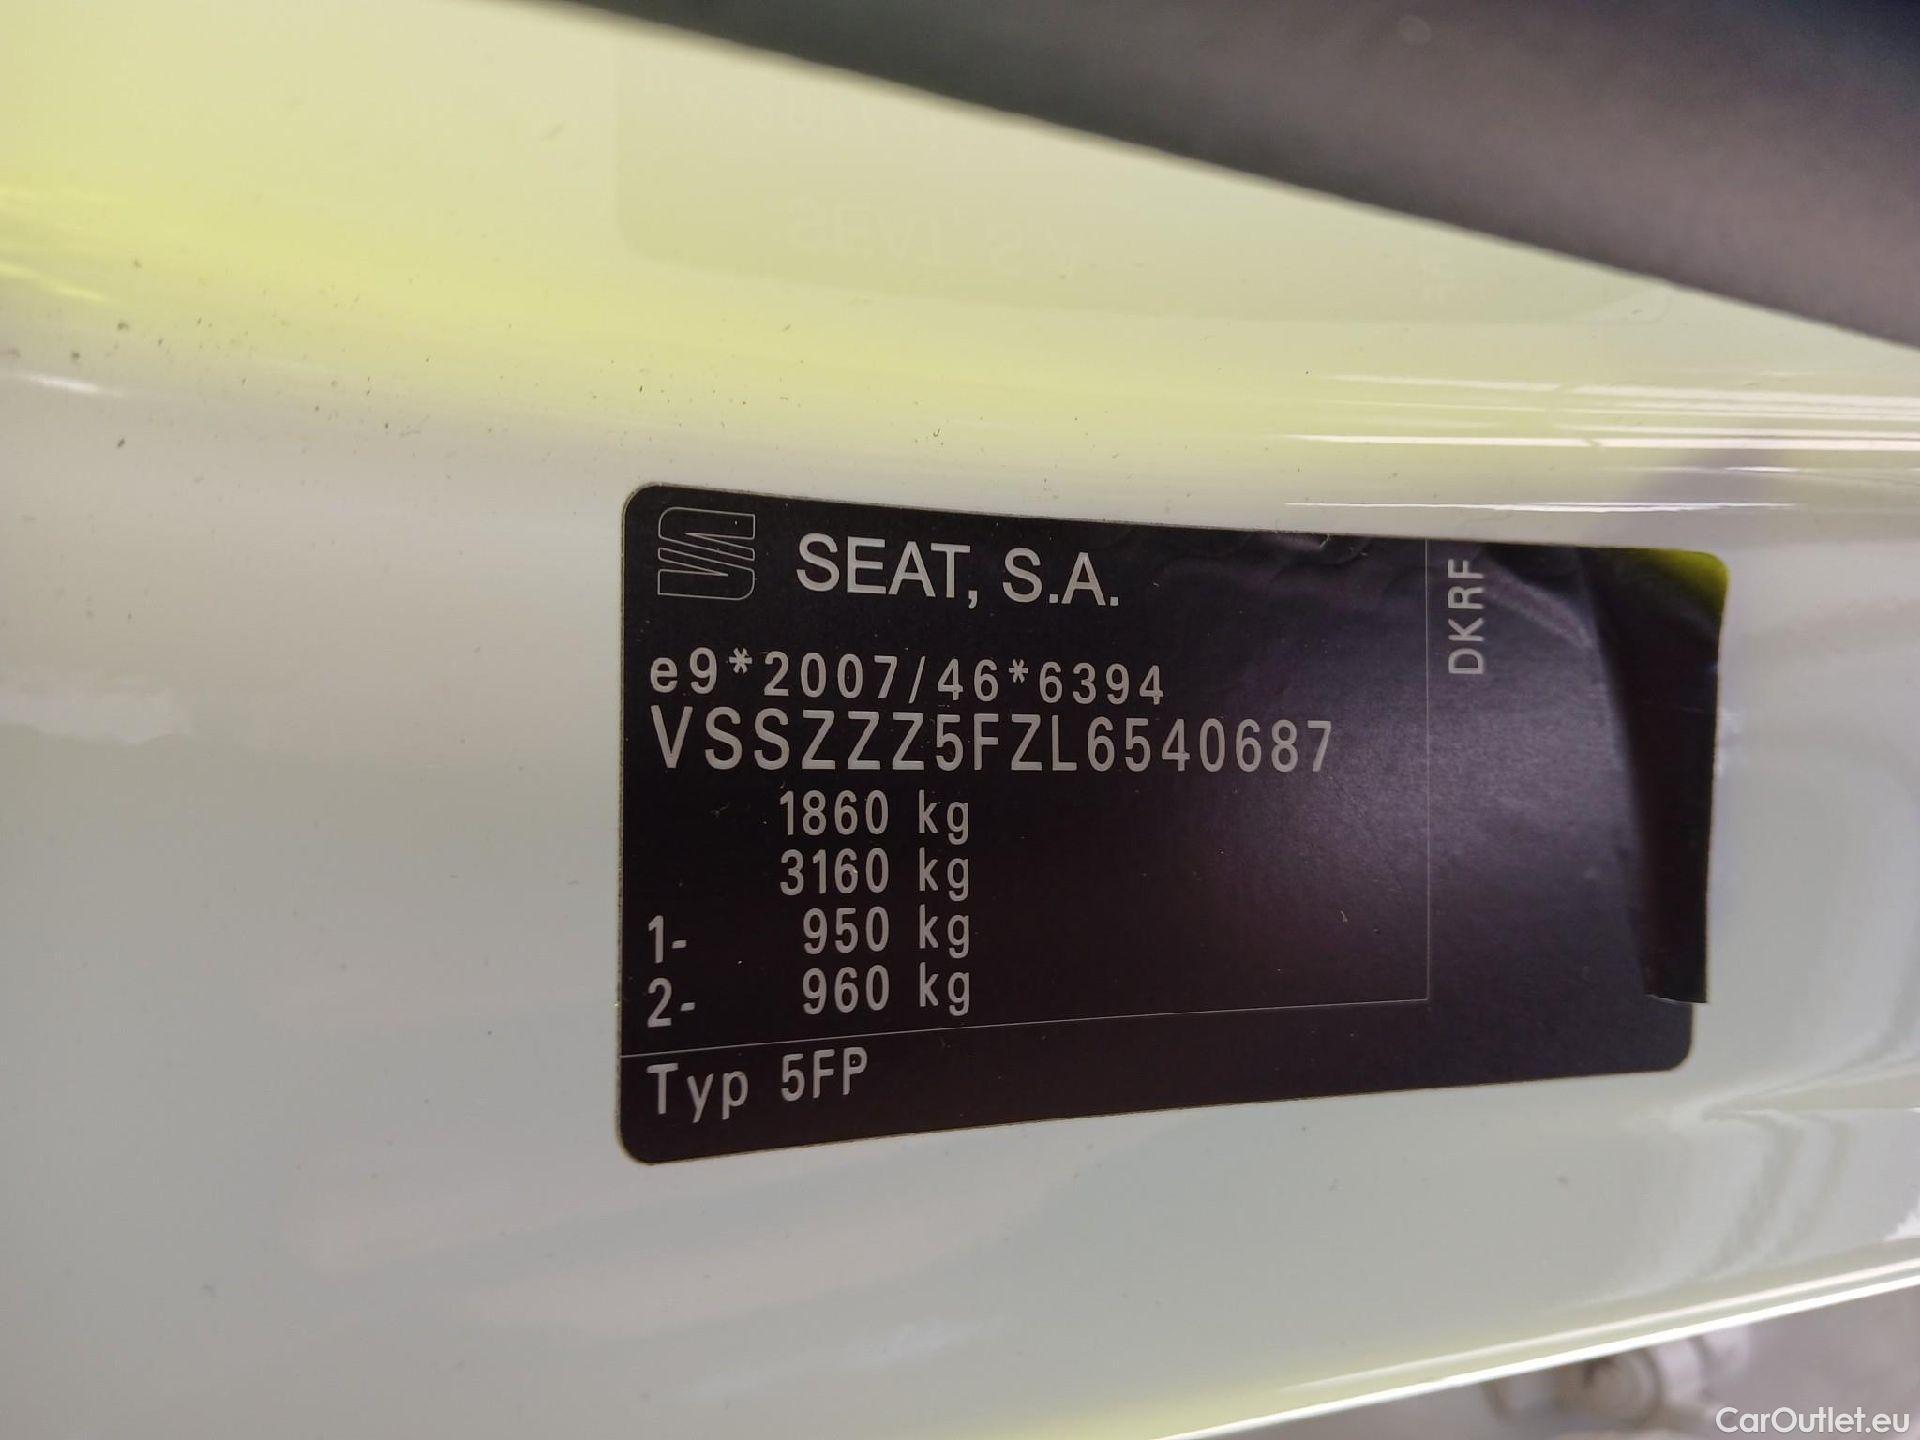 SEAT, S.A.
DKRF
e9*2007/46*6394
VSSZZZ5FZL6540687
1860 kg
3160 kg
1- 950 kg
2- 960 kg
Typ 5FP
CarOutlet.eu